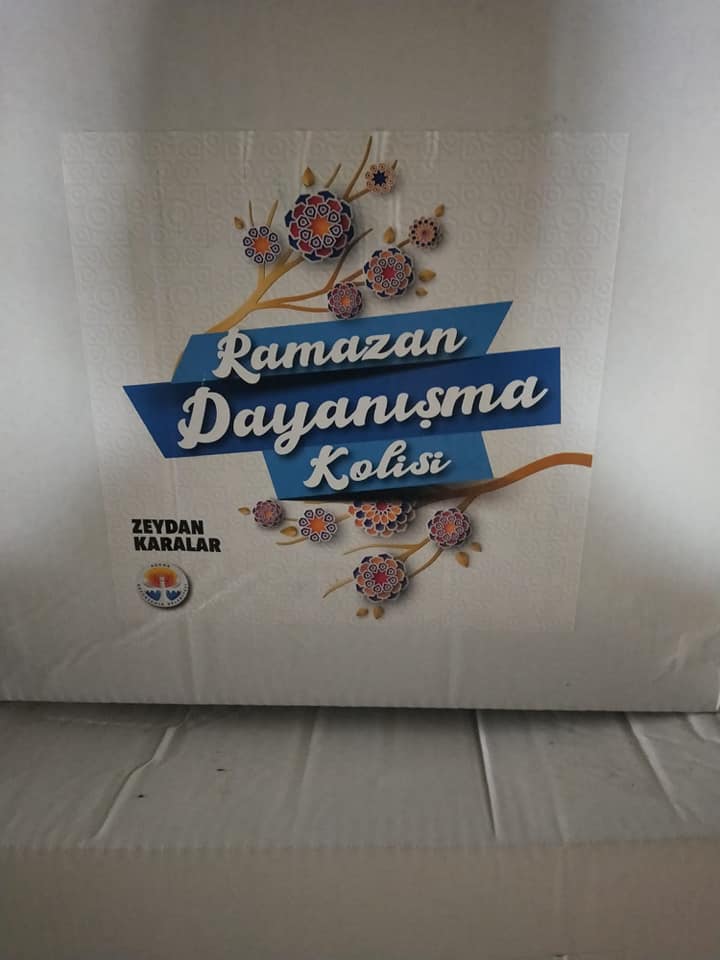 Ramazan
Dayanışma
Kolisi
ZEYDAN
KARALAR